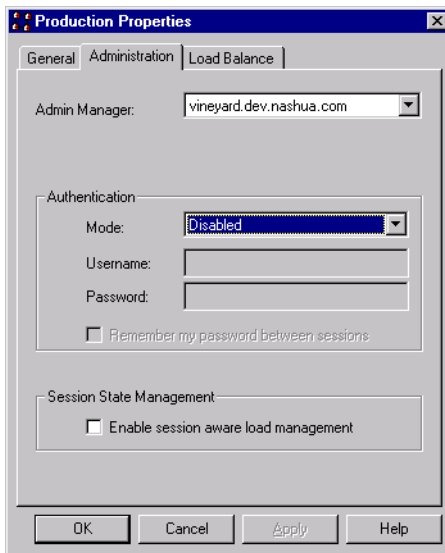 Production Properties
General Administration Load Balance
Admin Manager: vineyard.dev.nashua.com
Authentication
Mode: Disabled
Username:
Password:
Remember my password between sessions
Session State Management
Enable session aware load management
OK Cancel Apply Help